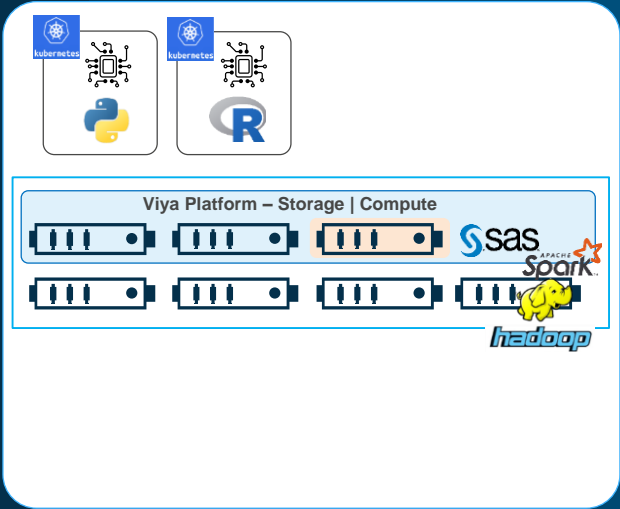 kubernetes
kubernetes
R
Viya Platform – Storage | Compute
sas
APACHE
Spark
hadoop